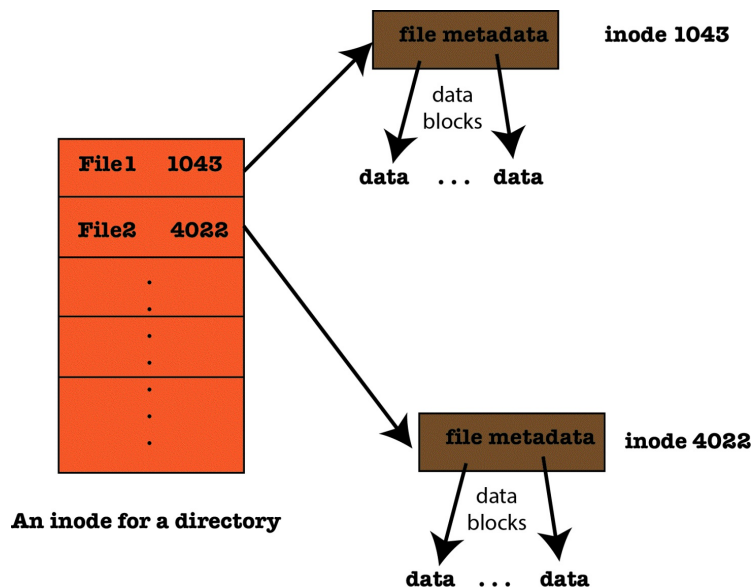 file metadata inode 1043
data
blocks
data ... data
File1 1043
File2 4022
An inode for a directory
file metadata inode 4022
data
blocks
data ... data